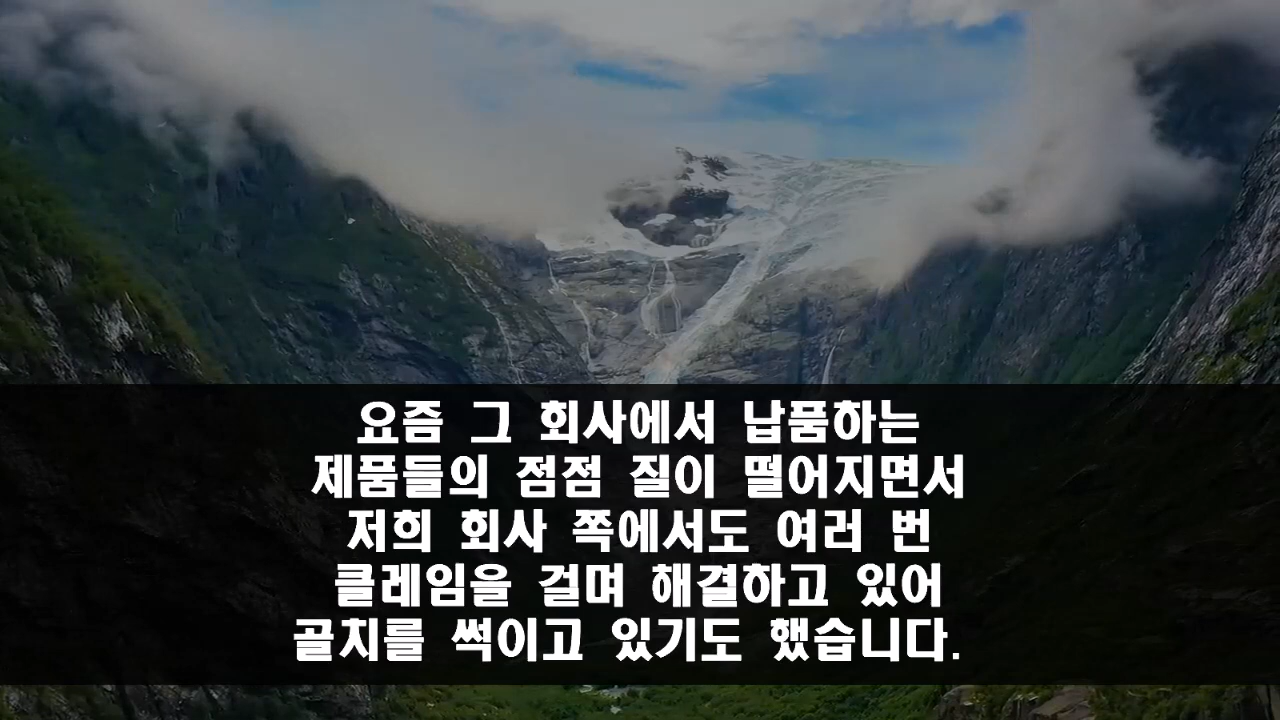 요즘 그 회사에서 납품하는
제품들의 점점 질이 떨어지면서
저희 회사 쪽에서도 여러 번
클레임을 걸며 해결하고 있어
골치를 썩이고 있기도 했습니다.